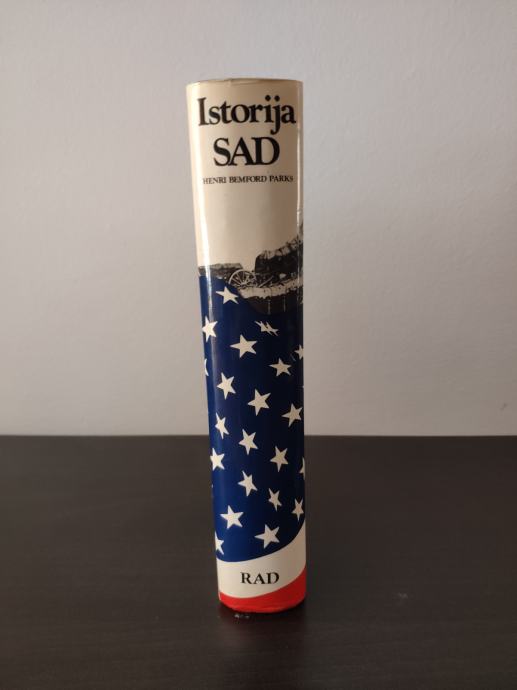 Istorija
SAD
HENRI BEMFORD PARKS
RAD